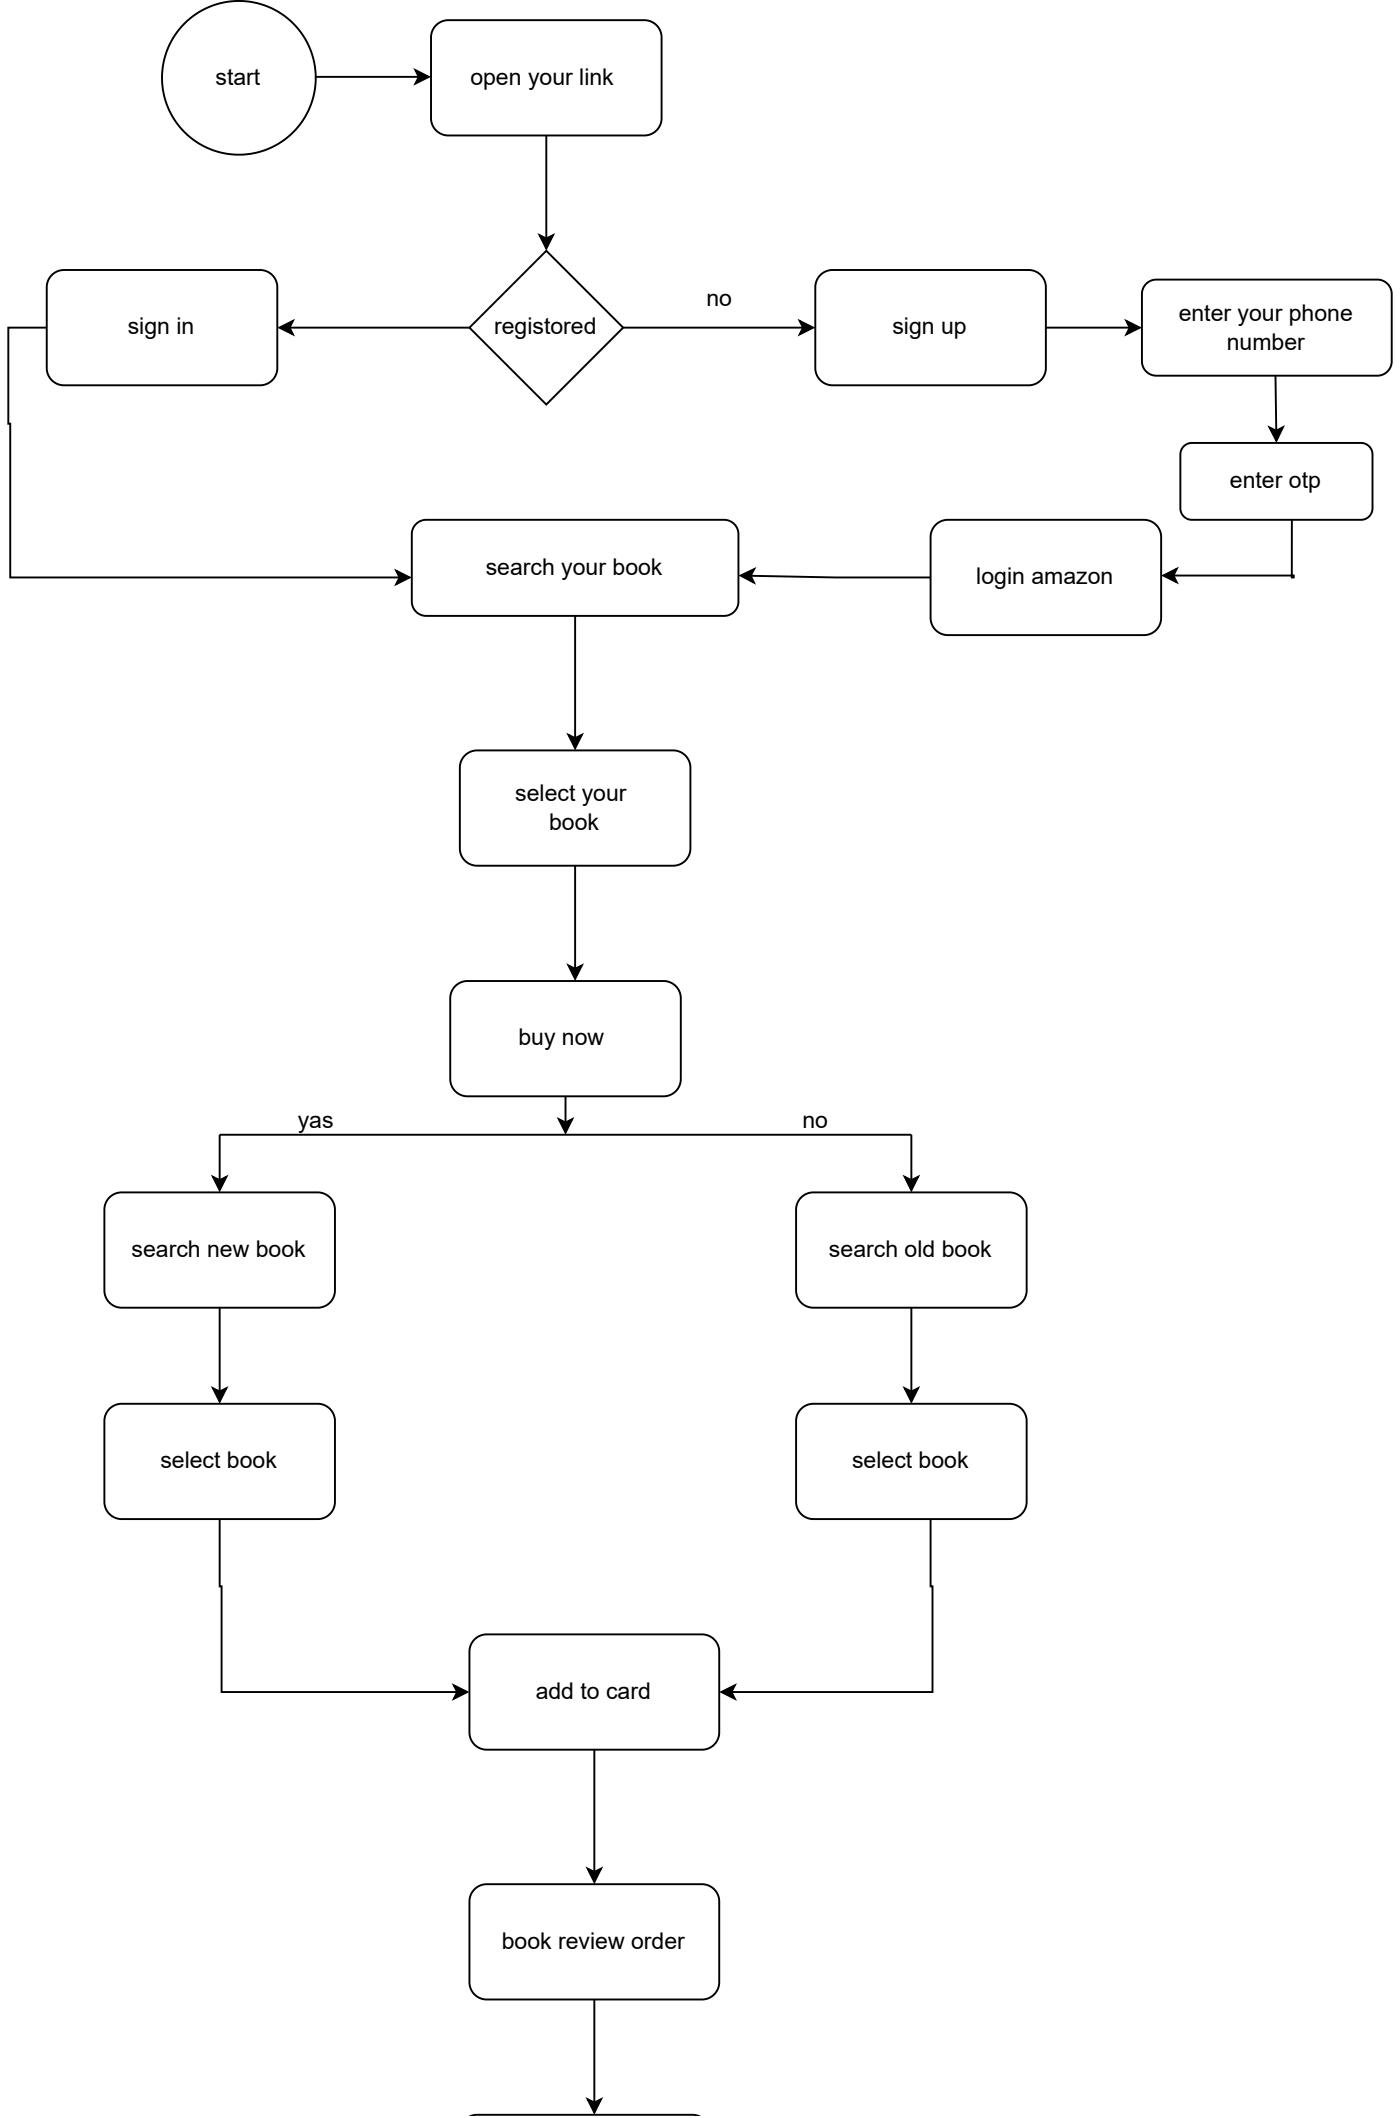 start
open your link
sign in
registored
no
sign up
enter your phone
number
enter otp
search your book
login amazon
select your
book
buy now
yas
no
search new book
search old book
select book
select book
add to card
book review order